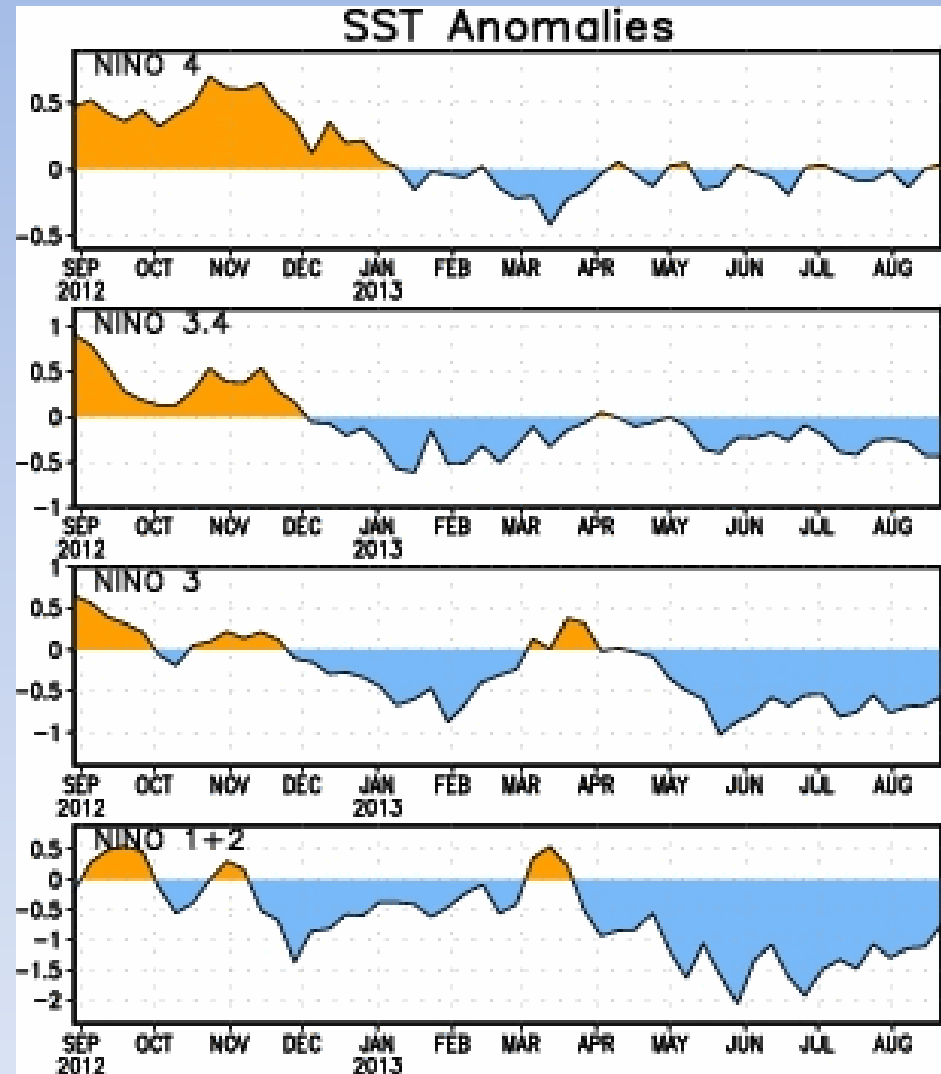 SST Anomalies
NINO 4
0.5
0
-0.5
SEP OCT NOV DEC JAN FEB MAR APR MAY JUN JUL AUG
2012 2013
NINO 3.4
1
0.5
0
-0.5
-1
SEP OCT NOV DEC JAN FEB MAR APR MAY JUN JUL AUG
2012 2013
NINO 3
1
0.5
0
-0.5
-1
SEP OCT NOV DEC JAN FEB MAR APR MAY JUN JUL AUG
2012 2013
NINO 1+2
0.5
0
-0.5
-1
-1.5
-2
SEP OCT NOV DEC JAN FEB MAR APR MAY JUN JUL AUG
2012 2013